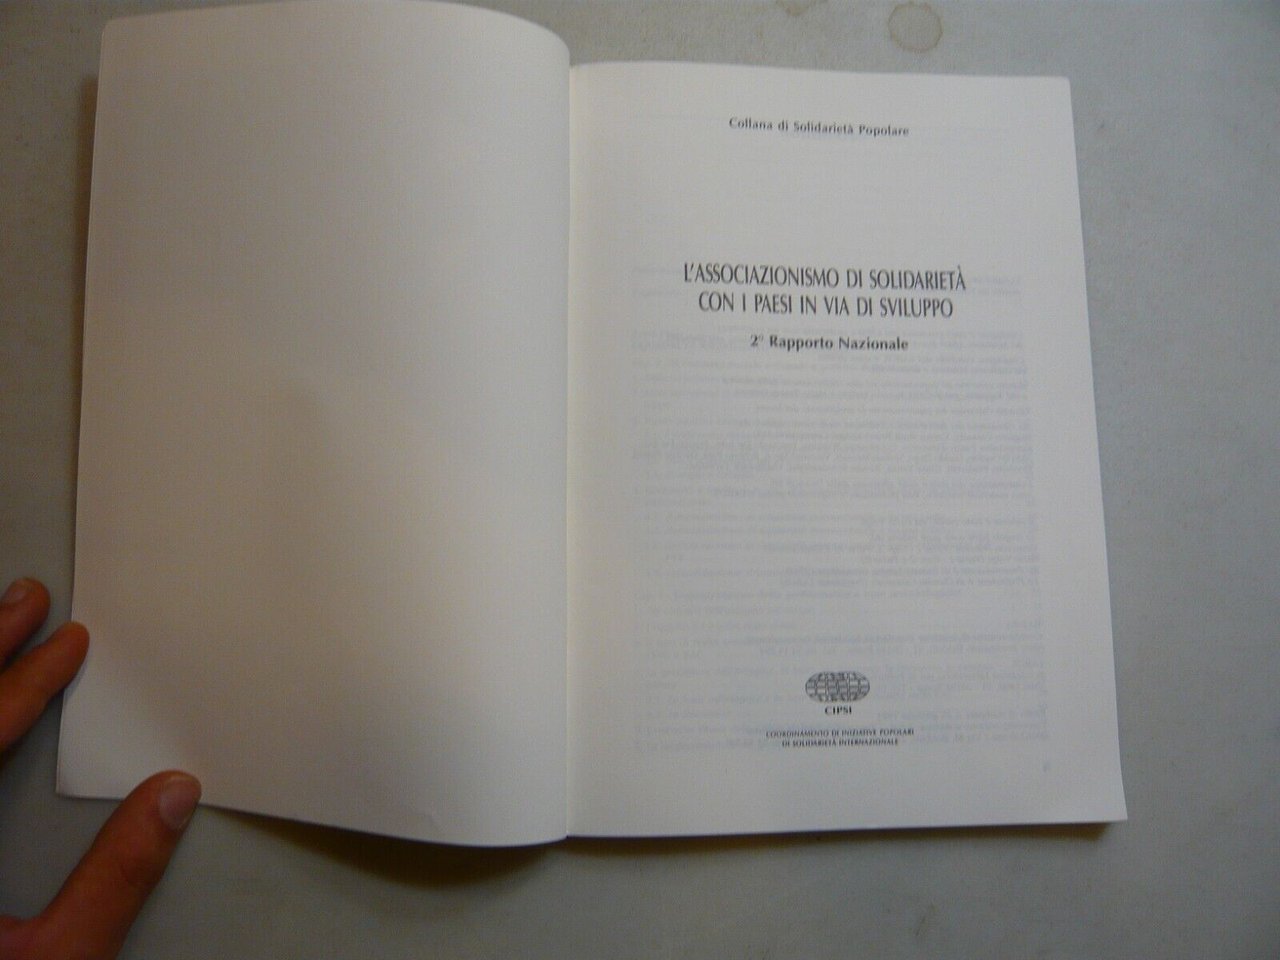 Collana di Solidarietà Popolare
L'ASSOCIAZIONISMO DI SOLIDARIETÀ
CON I PAESI IN VIA DI SVILUPPO
2° Rapporto Nazionale
CIPSI
COORDINAMENTO DI INIZIATIVE POPOLARI
DI SOLIDARIETÀ INTERNAZIONALE